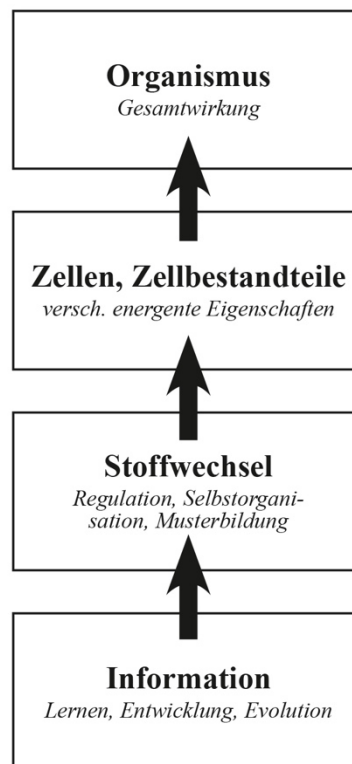 Organismus
Gesamtwirkung
Zellen, Zellbestandteile
versch. energente Eigenschaften
Stoffwechsel
Regulation, Selbstorgani-
sation, Musterbildung
Information
Lernen, Entwicklung, Evolution